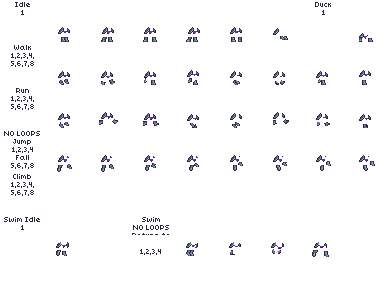 Idle
1
Duck
1
Walk
1,2,3,4,
5,6,7,8
Run
1,2,3,4,
5,6,7,8
NO LOOPS
Jump
1,2,3,4
Fall
5,6,7,8
Climb
1,2,3,4,
5,6,7,8
Swim Idle
1
Swim
NO LOOPS
Return to
1,2,3,4